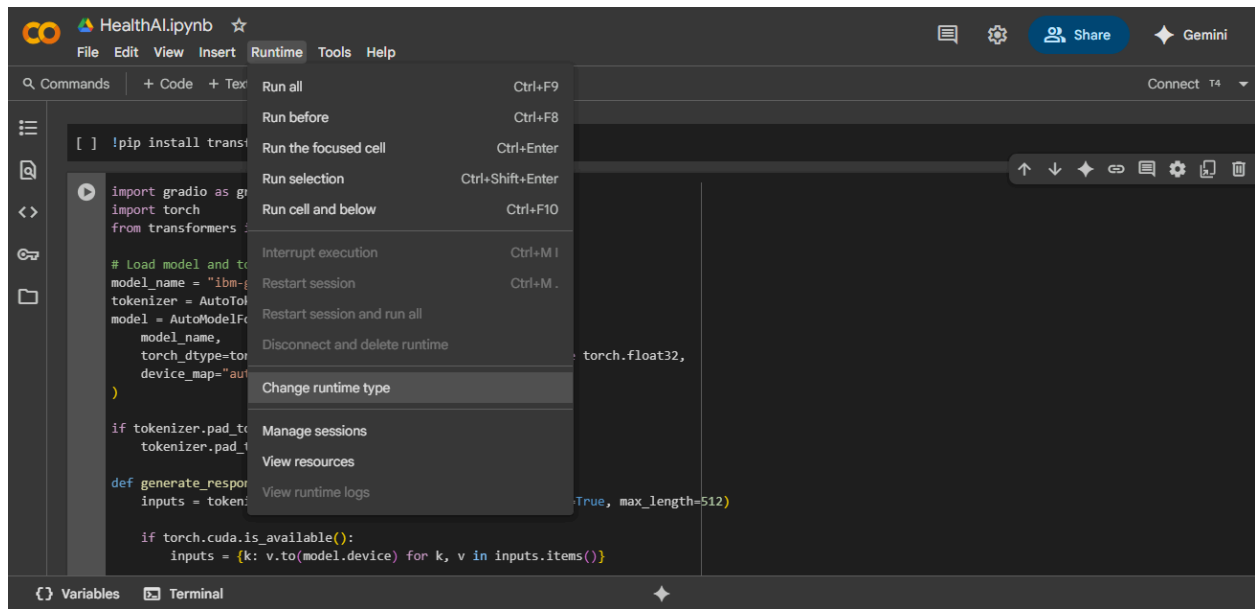 HealthAI.ipynb
File Edit View Insert Runtime Tools Help
Share
Gemini
Commands + Code + Tex
Connect T4
Run all Ctrl+F9
Run before Ctrl+F8
Run the focused cell Ctrl+Enter
Run selection Ctrl+Shift+Enter
Run cell and below Ctrl+F10
Interrupt execution Ctrl+M I
Restart session Ctrl+M .
Restart session and run all
Disconnect and delete runtime
Change runtime type
Manage sessions
View resources
View runtime logs
[ ] !pip install transf
import gradio as gr
import torch
from transformers i
# Load model and to
model_name = "ibm-g
tokenizer = AutoTok
model = AutoModelFo
model_name,
torch_dtype=tor torch.float32,
device_map="aut
)
if tokenizer.pad_to
tokenizer.pad_t
def generate_respon
inputs = tokeni =True, max_length=512)
if torch.cuda.is_available():
inputs = {k: v.to(model.device) for k, v in inputs.items()}
Variables Terminal